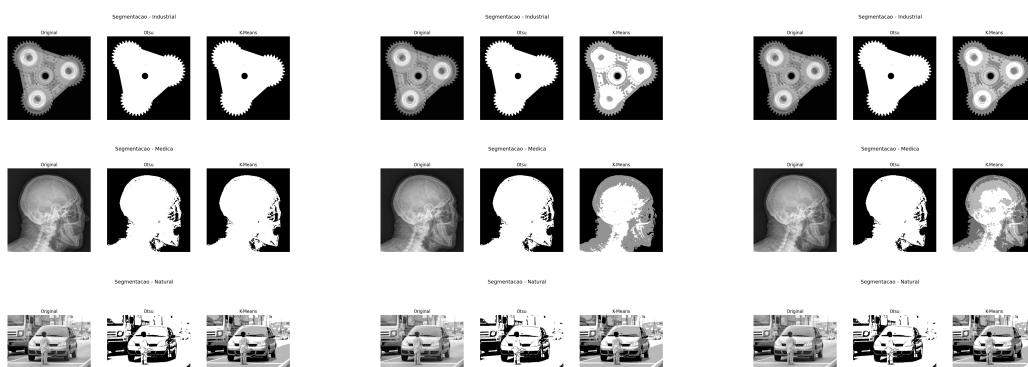 Segmentacao - Industrial
Segmentacao - Industrial
Segmentacao - Industrial
Original Otsu K-Means
Original Otsu K-Means
Original Otsu K-Means
Segmentacao - Medica
Segmentacao - Medica
Segmentacao - Medica
Original Otsu K-Means
Original Otsu K-Means
Original Otsu K-Means
Segmentacao - Natural
Segmentacao - Natural
Segmentacao - Natural
Original Otsu K-Means
Original Otsu K-Means
Original Otsu K-Means